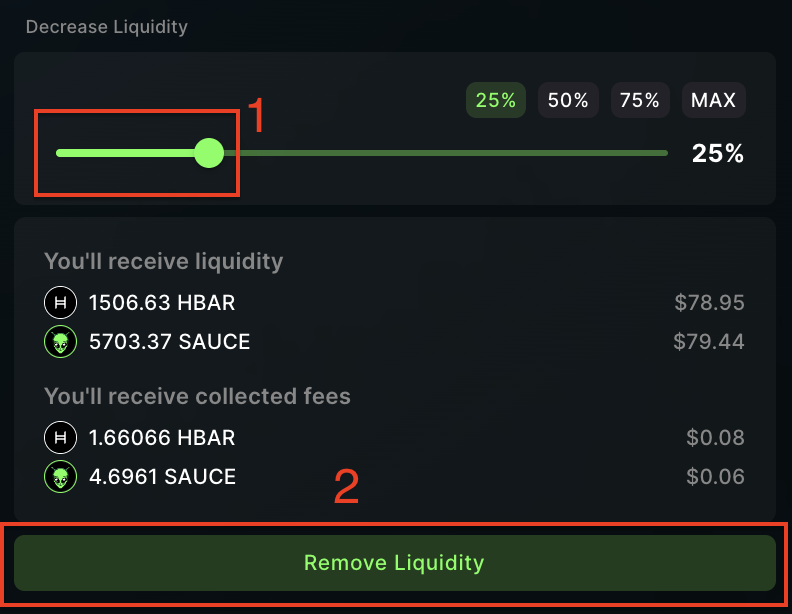 Decrease Liquidity
1
25% 50% 75% MAX
25%
You'll receive liquidity
1506.63 HBAR $78.95
5703.37 SAUCE $79.44
You'll receive collected fees
1.66066 HBAR $0.08
4.6961 SAUCE $0.06
2
Remove Liquidity